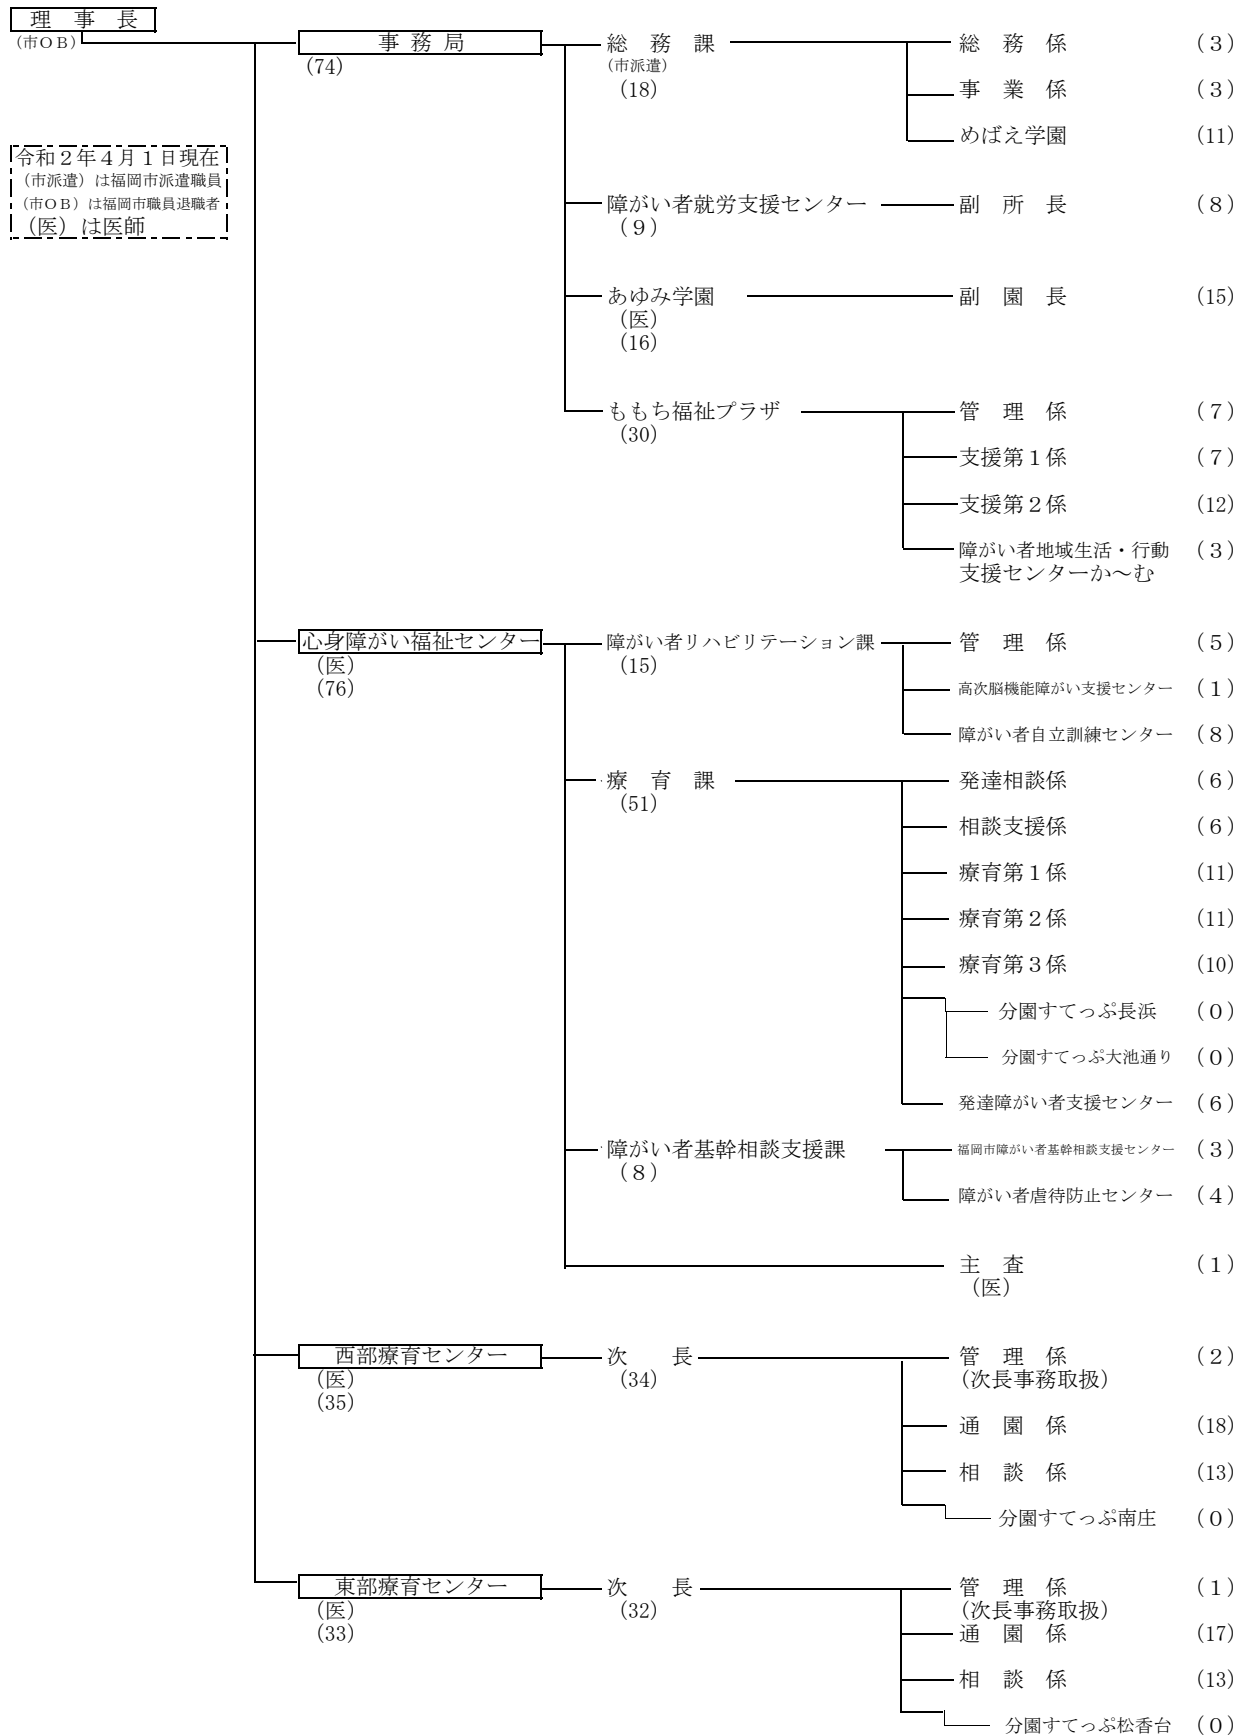 理　事　長
（市ＯＢ）
令和２年４月１日現在
（市派遣）は福岡市派遣職員
（市ＯＢ）は福岡市職員退職者
（医）は医師
事 務 局
（74）
総　務　課
（市派遣）
（18）
総　務　係　（３）
事　業　係　（３）
めばえ学園　（11）
障がい者就労支援センター
（９）
副　所　長　（８）
あゆみ学園
（医）
（16）
副　園　長　（15）
ももち福祉プラザ
（30）
管　理　係　（７）
支援第１係　（７）
支援第２係　（12）
障がい者地域生活・行動　（３）
支援センターか～む
心身障がい福祉センター
（医）
（76）
障がい者リハビリテーション課
（15）
管　理　係　（５）
高次脳機能障がい支援センター　（１）
障がい者自立訓練センター　（８）
療　育　課
（51）
発達相談係　（６）
相談支援係　（６）
療育第１係　（11）
療育第２係　（11）
療育第３係　（10）
分園すてっぷ長浜　（０）
分園すてっぷ大池通り　（０）
発達障がい者支援センター　（６）
障がい者基幹相談支援課
（８）
福岡市障がい者基幹相談支援センター　（３）
障がい者虐待防止センター　（４）
主　査　（１）
（医）
西部療育センター
（医）
（35）
次　　長
（34）
管　理　係　（２）
（次長事務取扱）
通　園　係　（18）
相　談　係　（13）
分園すてっぷ南庄　（０）
東部療育センター
（医）
（33）
次　　長
（32）
管　理　係　（１）
（次長事務取扱）
通　園　係　（17）
相　談　係　（13）
分園すてっぷ松香台　（０）